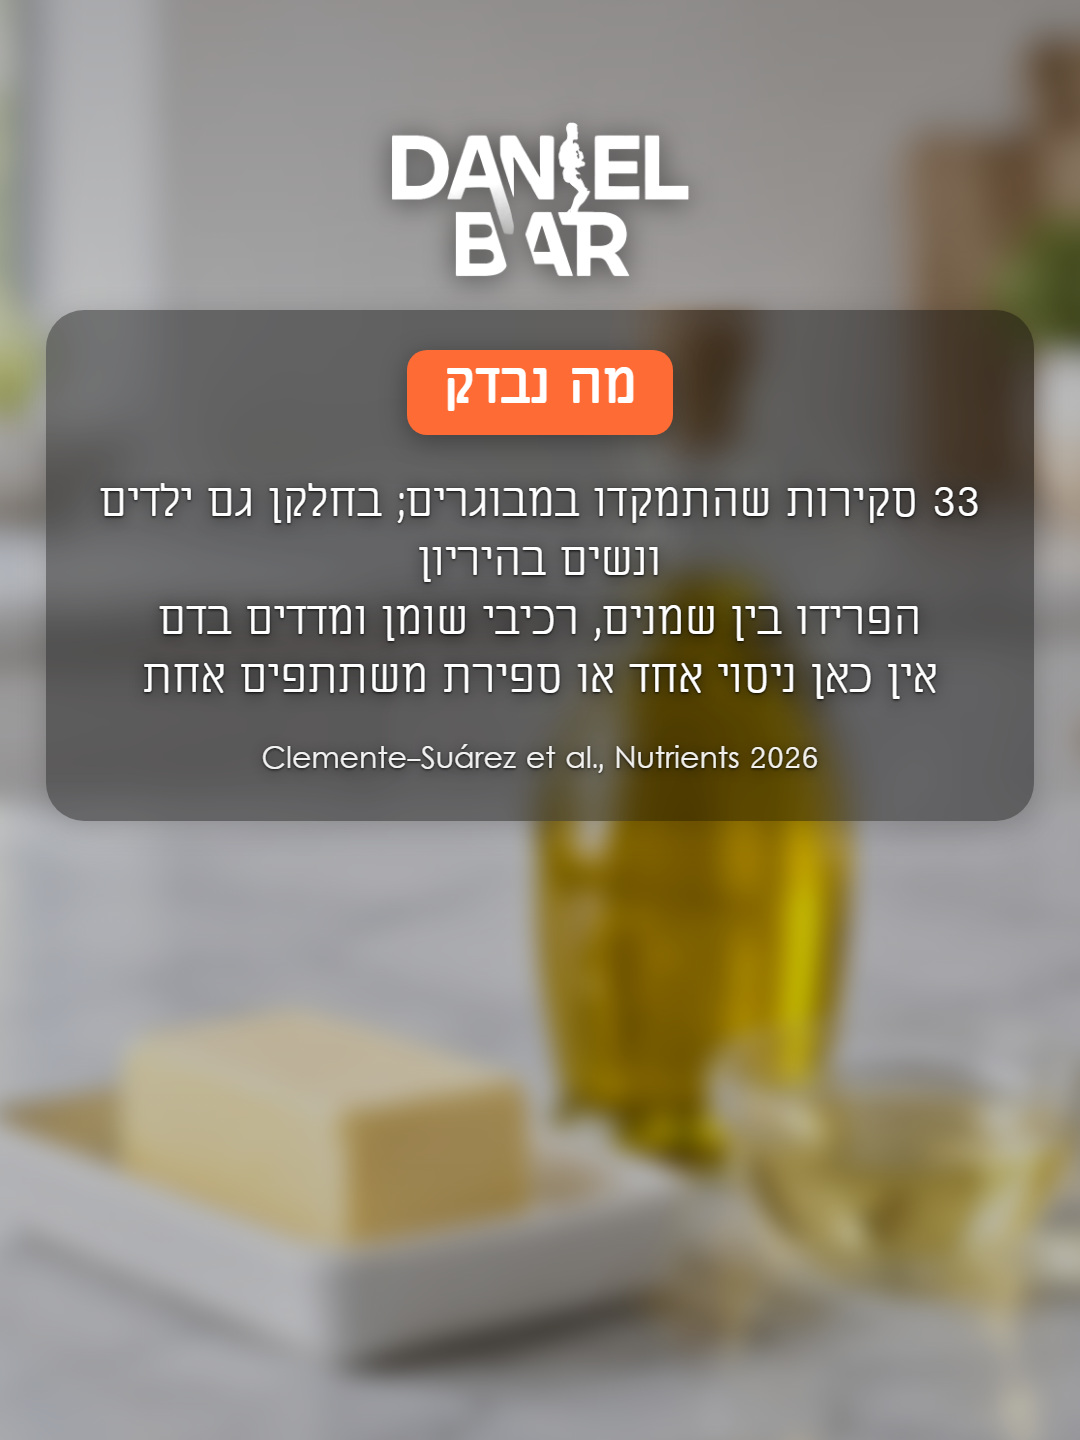 DANIEL
BAR
מה נבדק
33 סקירות שהתמקדו במבוגרים; בחלקן גם ילדים
ונשים בהיריון
הפרידו בין שמנים, רכיבי שומן ומדדים בדם
אין כאן ניסוי אחד או ספירת משתתפים אחת
Clemente-Suárez et al., Nutrients 2026